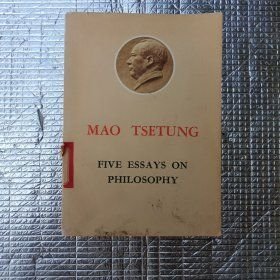 MAO TSETUNG
FIVE ESSAYS ON
PHILOSOPHY